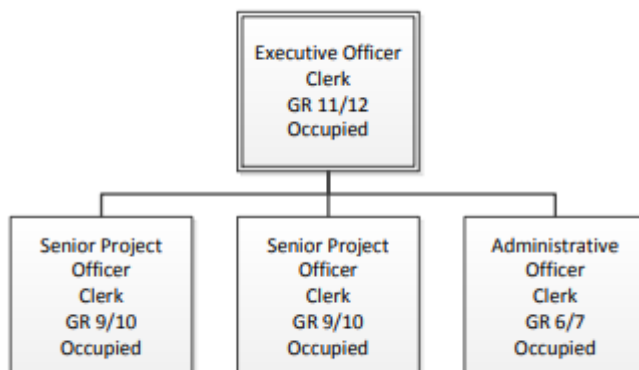 Executive Officer
Clerk
GR 11/12
Occupied
Senior Project
Officer
Clerk
GR 9/10
Occupied
Senior Project
Officer
Clerk
GR 9/10
Occupied
Administrative
Officer
Clerk
GR 6/7
Occupied